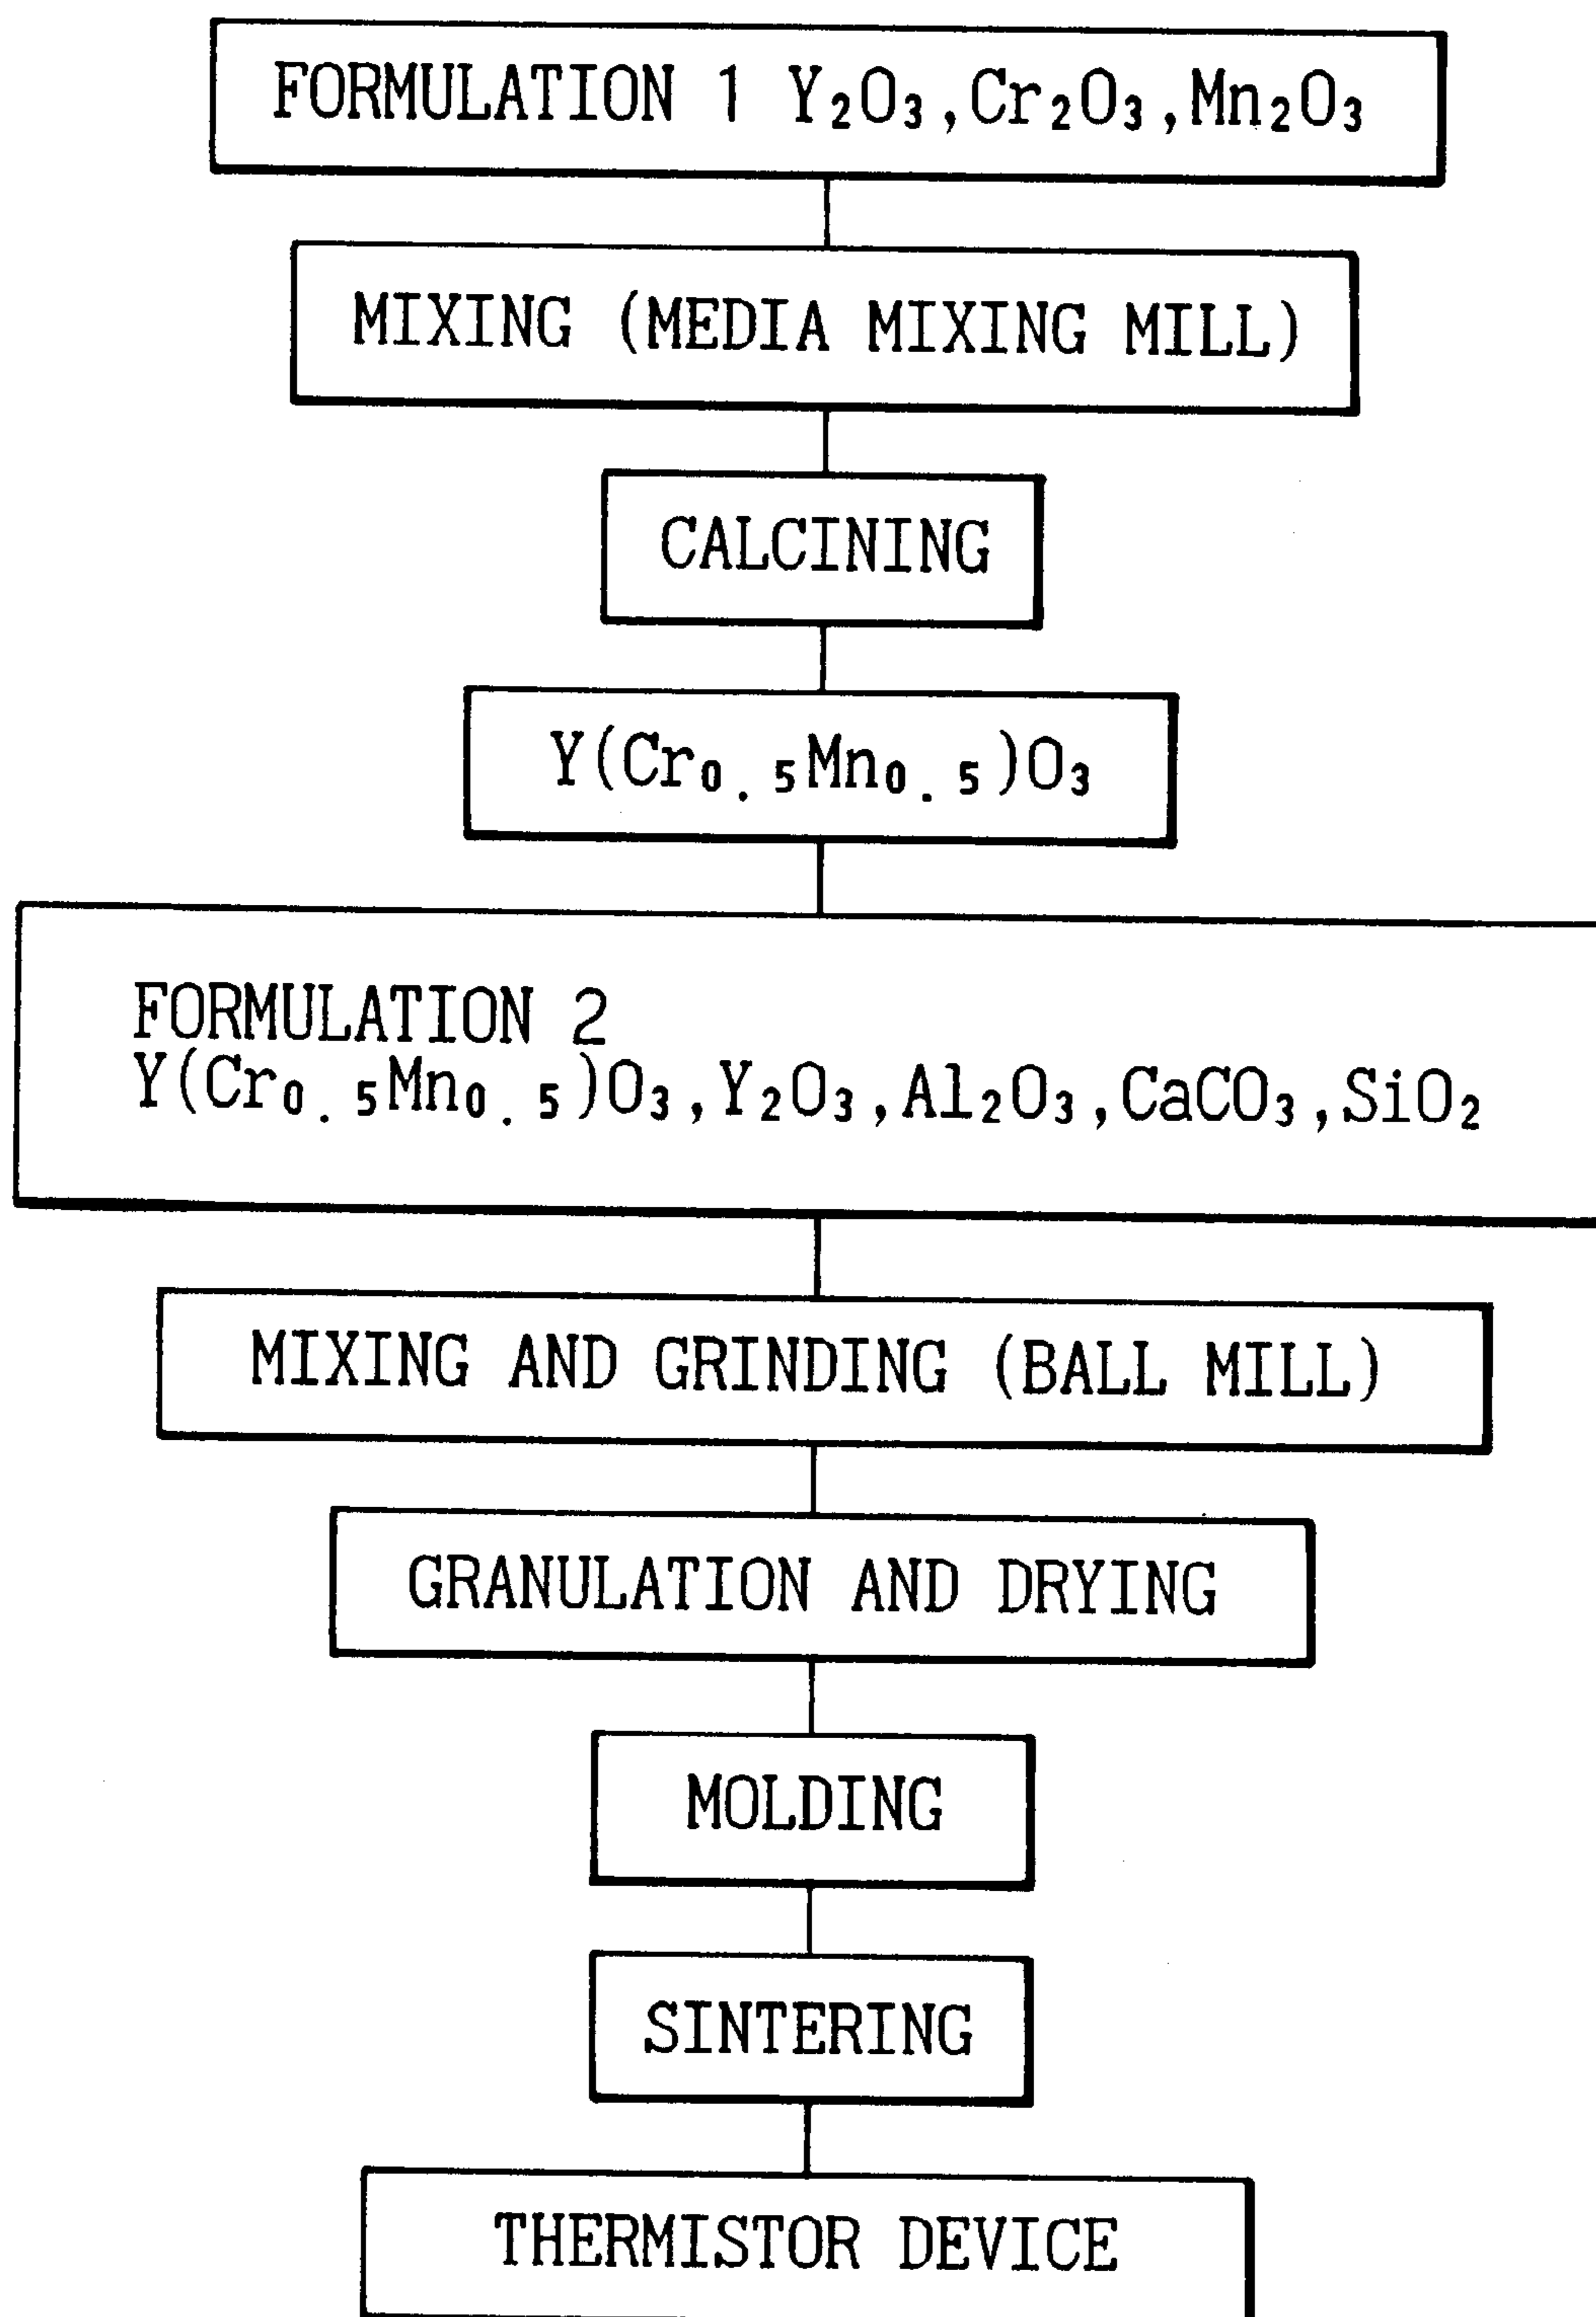 FORMULATION 1 Y₂O₃,Cr₂O₃,Mn₂O₃
MIXING (MEDIA MIXING MILL)
CALCINING
Y(Cr₀.₅Mn₀.₅)O₃
FORMULATION 2
Y(Cr₀.₅Mn₀.₅)O₃,Y₂O₃,Al₂O₃,CaCO₃,SiO₂
MIXING AND GRINDING (BALL MILL)
GRANULATION AND DRYING
MOLDING
SINTERING
THERMISTOR DEVICE